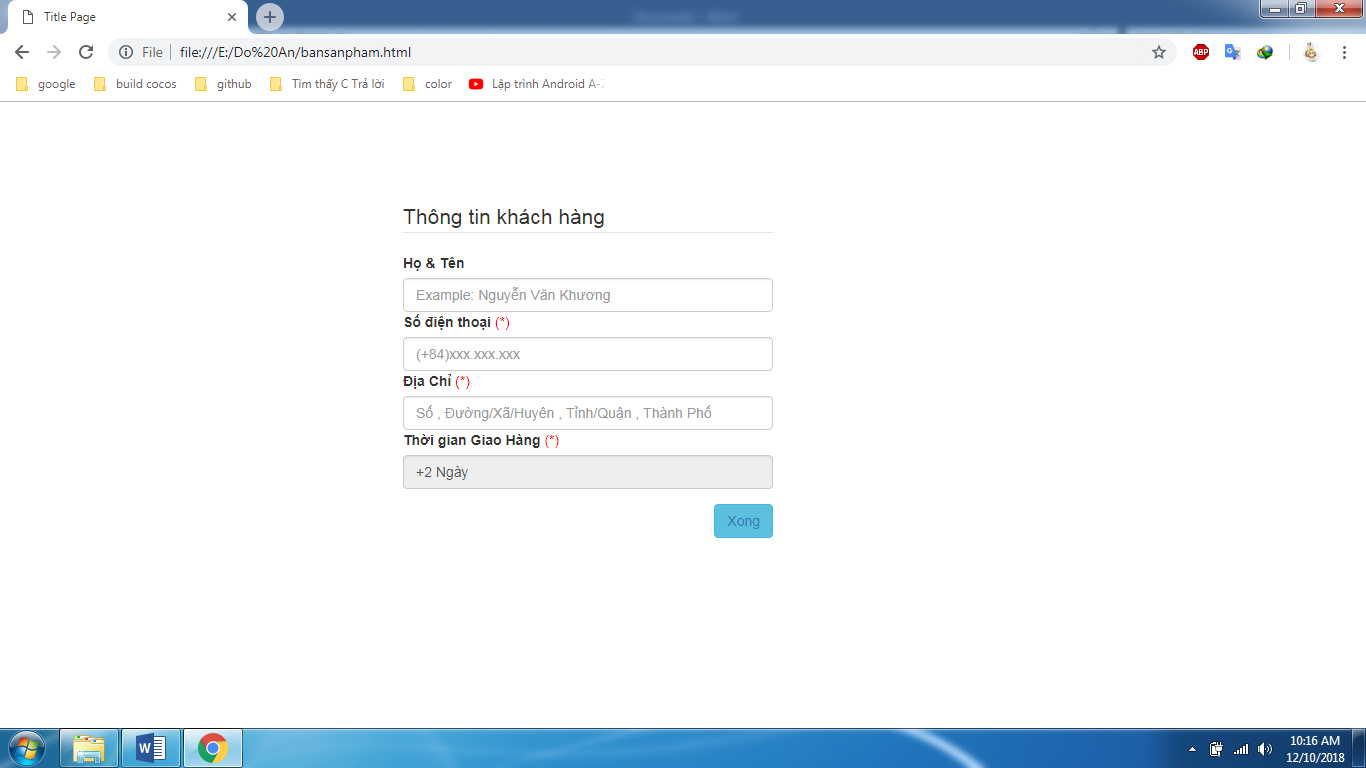 Title Page
File file:///E:/Do%20An/bansanpham.html
ABP
google build cocos github Tìm thấy C Trả lời color Lập trình Android A-
Thông tin khách hàng
Họ & Tên
Example: Nguyễn Văn Khương
Số điện thoại (*)
(+84)xxx.xxx.xxx
Địa Chỉ (*)
Số , Đường/Xã/Huyên , Tỉnh/Quận , Thành Phố
Thời gian Giao Hàng (*)
+2 Ngày
Xong
10:16 AM
12/10/2018